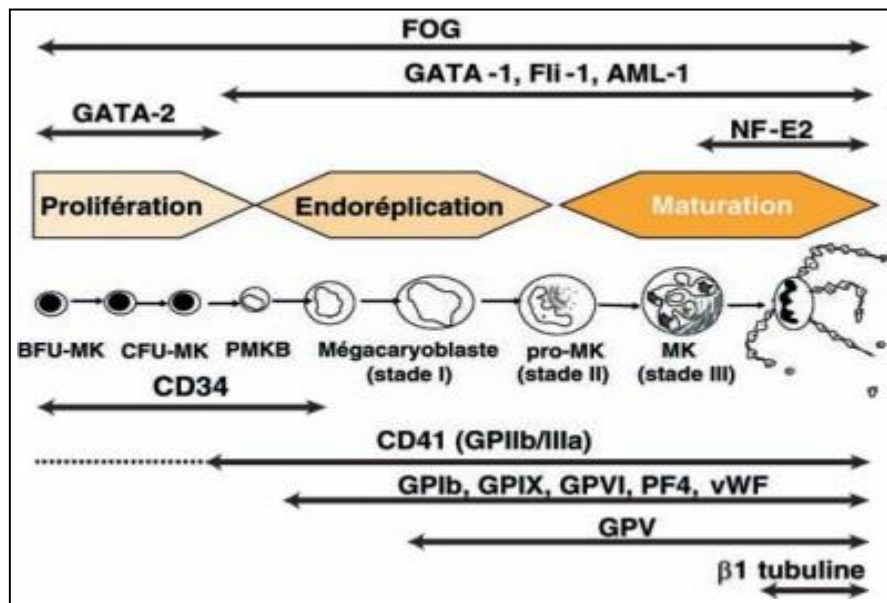 FOG
GATA -1, Fli-1, AML-1
GATA-2
NF-E2
Prolifération
Endoréplication
Maturation
BFU-MK
CFU-MK
PMKB
Mégacaryoblaste
(stade I)
pro-MK
(stade II)
MK
(stade III)
CD34
CD41 (GPIIb/IIIa)
GPIb, GPIX, GPVI, PF4, vWF
GPV
β1 tubuline